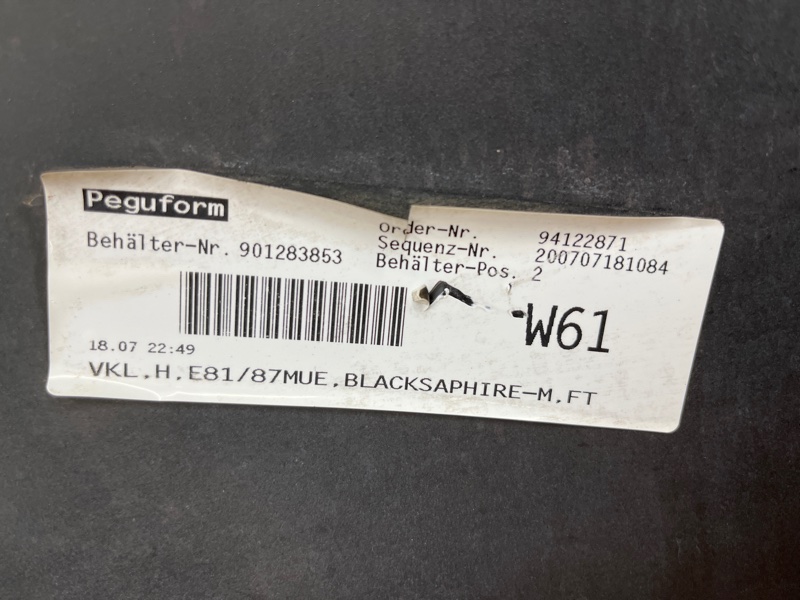 Peguform
Behälter-Nr. 901283853
Order-Nr. 94122871
Sequenz-Nr. 200707181084
Behälter-Pos. 2
W61
18.07 22:49
VKL.H.E81/87MUE.BLACKSAPHIRE-M.FT